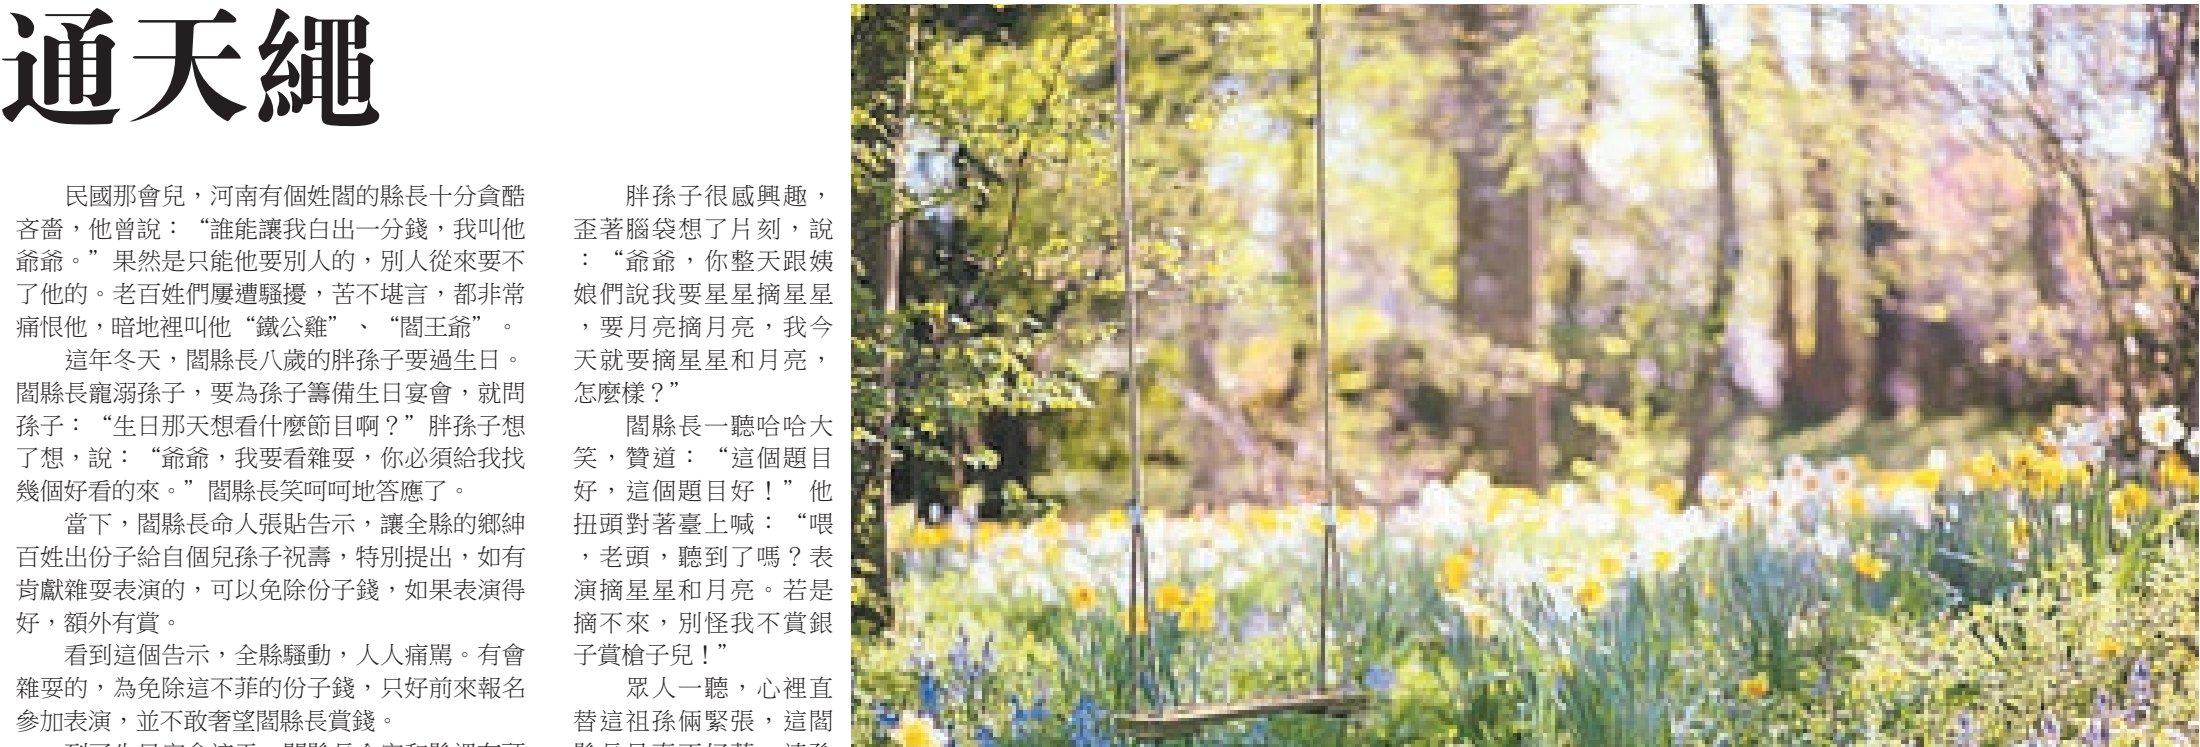 通天繩
民國那會兒，河南有個姓閻的縣長十分貪酷
吝嗇，他曾說：“誰能讓我白出一分錢，我叫他
爺爺。”果然是只能他要別人的，別人從來要不
了他的。老百姓們屢遭騷擾，苦不堪言，都非常
痛恨他，暗地裡叫他“鐵公雞”、“閻王爺”。
這年冬天，閻縣長八歲的胖孫子要過生日。
閻縣長寵溺孫子，要為孫子籌備生日宴會，就問
孫子：“生日那天想看什麼節目啊？”胖孫子想
了想，說：“爺爺，我要看雜耍，你必須給我找
幾個好看的來。”閻縣長笑呵呵地答應了。
當下，閻縣長命人張貼告示，讓全縣的鄉紳
百姓出份子給自個兒孫子祝壽，特別提出，如有
肯獻雜耍表演的，可以免除份子錢，如果表演得
好，額外有賞。
看到這個告示，全縣騷動，人人痛罵。有會
雜耍的，為免除這不菲的份子錢，只好前來報名
參加表演，並不敢奢望閻縣長賞錢。
胖孫子很感興趣，
歪著腦袋想了片刻，說
：“爺爺，你整天跟姨
娘們說我要星星摘星星
，要月亮摘月亮，我今
天就要摘星星和月亮，
怎麼樣？”
閻縣長一聽哈哈大
笑，贊道：“這個題目
好，這個題目好！”他
扭頭對著臺上喊：“喂
，老頭，聽到了嗎？表
演摘星星和月亮。若是
摘不來，別怪我不賞銀
子賞槍子兒！”
眾人一聽，心裡直
替這祖孫倆緊張，這閻